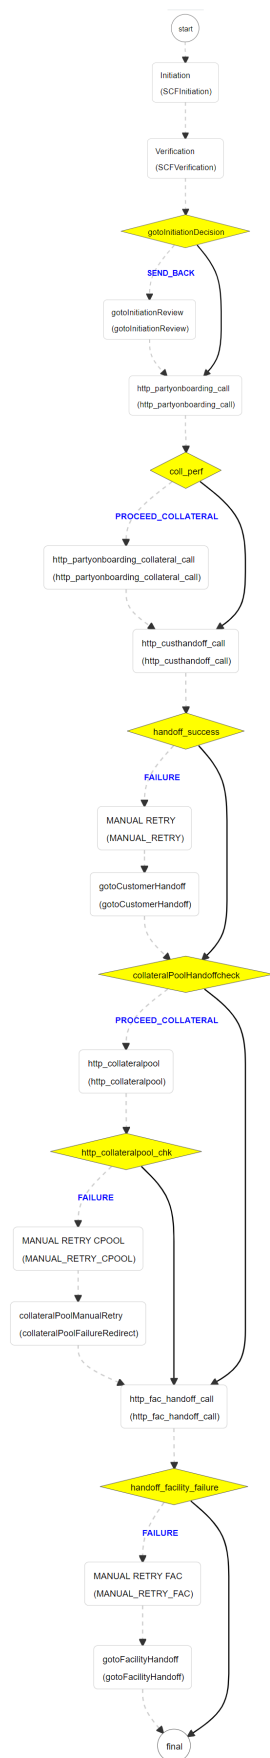 start
Initiation
(SCFInitiation)
Verification
(SCFVerification)
gotoInitiationDecision
SEND_BACK
gotoInitiationReview
(gotoInitiationReview)
http_partyonboarding_call
(http_partyonboarding_call)
coll_perf
PROCEED_COLLATERAL
http_partyonboarding_collateral_call
(http_partyonboarding_collateral_call)
http_custhandoff_call
(http_custhandoff_call)
handoff_success
FAILURE
MANUAL RETRY
(MANUAL_RETRY)
gotoCustomerHandoff
(gotoCustomerHandoff)
collateralPoolHandoffcheck
PROCEED_COLLATERAL
http_collateralpool
(http_collateralpool)
http_collateralpool_chk
FAILURE
MANUAL RETRY CPOOL
(MANUAL_RETRY_CPOOL)
collateralPoolManualRetry
(collateralPoolFailureRedirect)
http_fac_handoff_call
(http_fac_handoff_call)
handoff_facility_failure
FAILURE
MANUAL RETRY FAC
(MANUAL_RETRY_FAC)
gotoFacilityHandoff
(gotoFacilityHandoff)
final